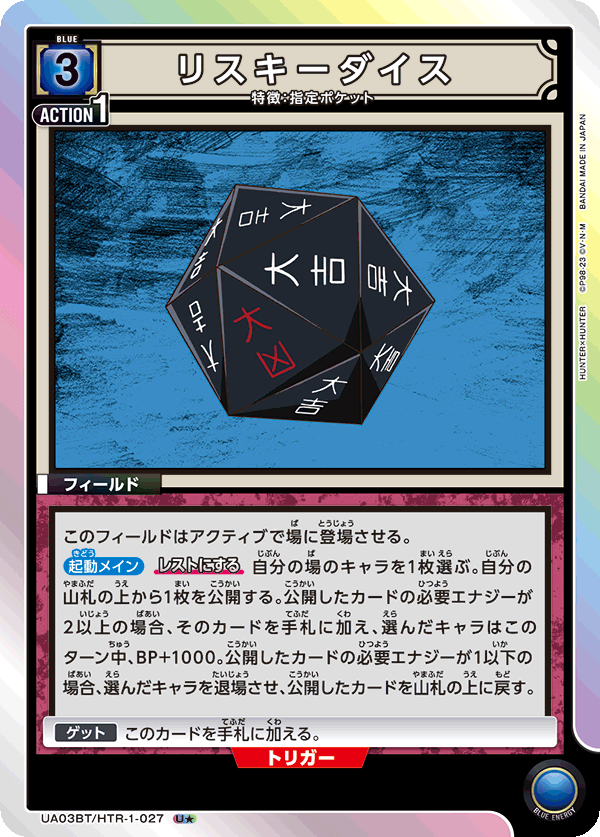 BLUE
3
リスキーダイス
特徴:指定ポケット
ACTION 1
大吉
大吉
大吉
大吉
大吉
大凶
大吉
大吉
HUNTER×HUNTER ©P98-23 ©V·N·M BANDAI MADE IN JAPAN
フィールド
このフィールドはアクティブで場に登場させる。
起動メイン レストにする 自分の場のキャラを1枚選ぶ。自分の
山札の上から1枚を公開する。公開したカードの必要エナジーが
2以上の場合、そのカードを手札に加え、選んだキャラはこの
ターン中、BP+1000。公開したカードの必要エナジーが1以下の
場合、選んだキャラを退場させ、公開したカードを山札の上に戻す。
ゲット このカードを手札に加える。
トリガー
UA03BT/HTR-1-027 U★
BLUE ENERGY